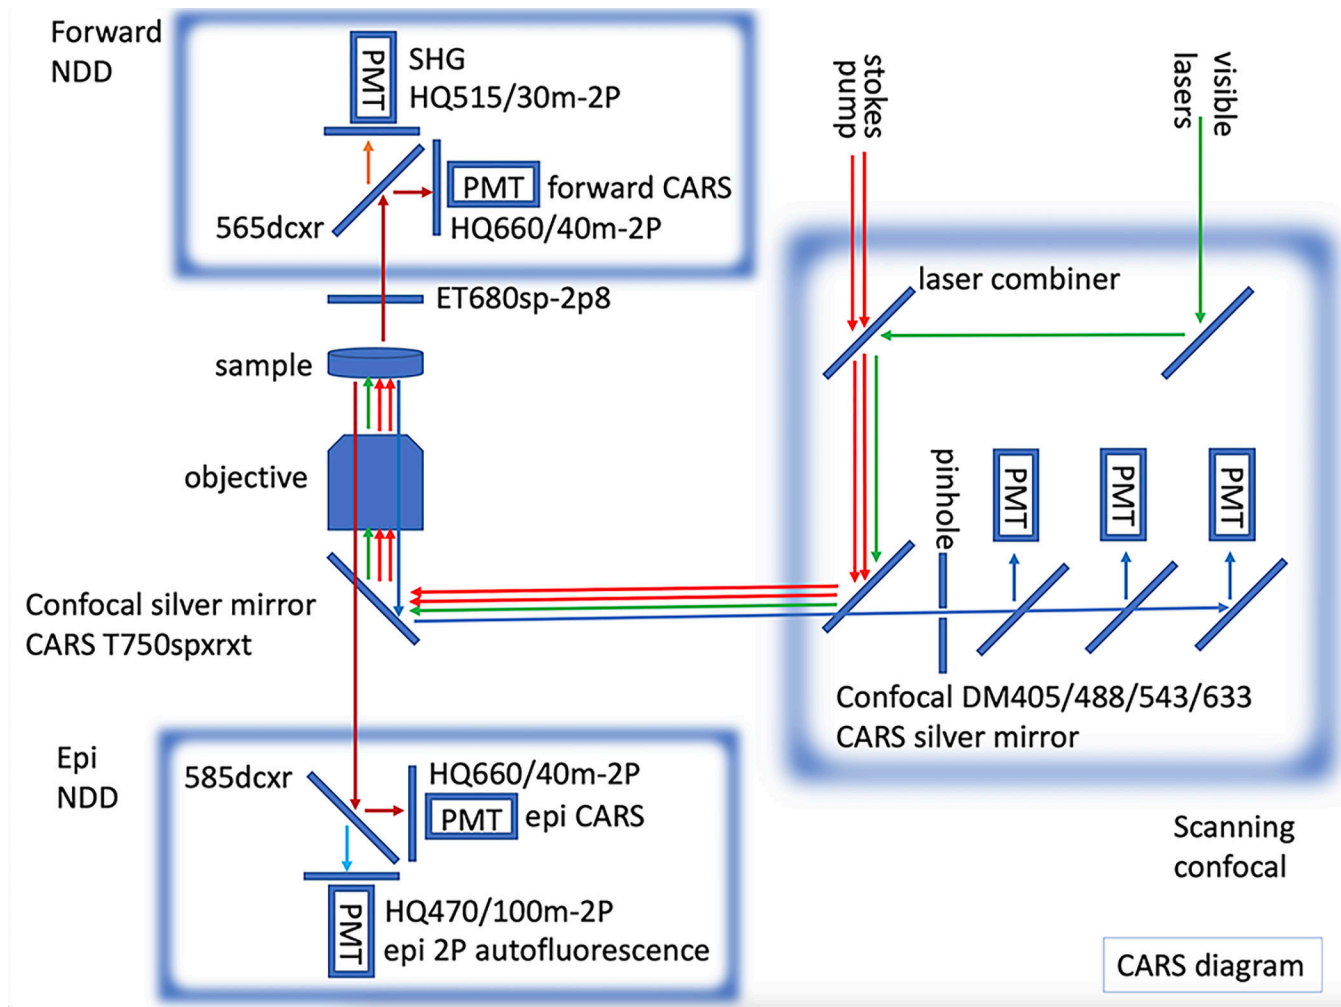 Forward
NDD
PMT
SHG
HQ515/30m-2P
PMT
forward CARS
HQ660/40m-2P
565dcxr
ET680sp-2p8
sample
objective
Confocal silver mirror
CARS T750spxrxt
stokes
pump
visible
lasers
laser combiner
pinhole
PMT
PMT
PMT
Confocal DM405/488/543/633
CARS silver mirror
Scanning
confocal
Epi
NDD
585dcxr
HQ660/40m-2P
PMT
epi CARS
PMT
HQ470/100m-2P
epi 2P autofluorescence
CARS diagram